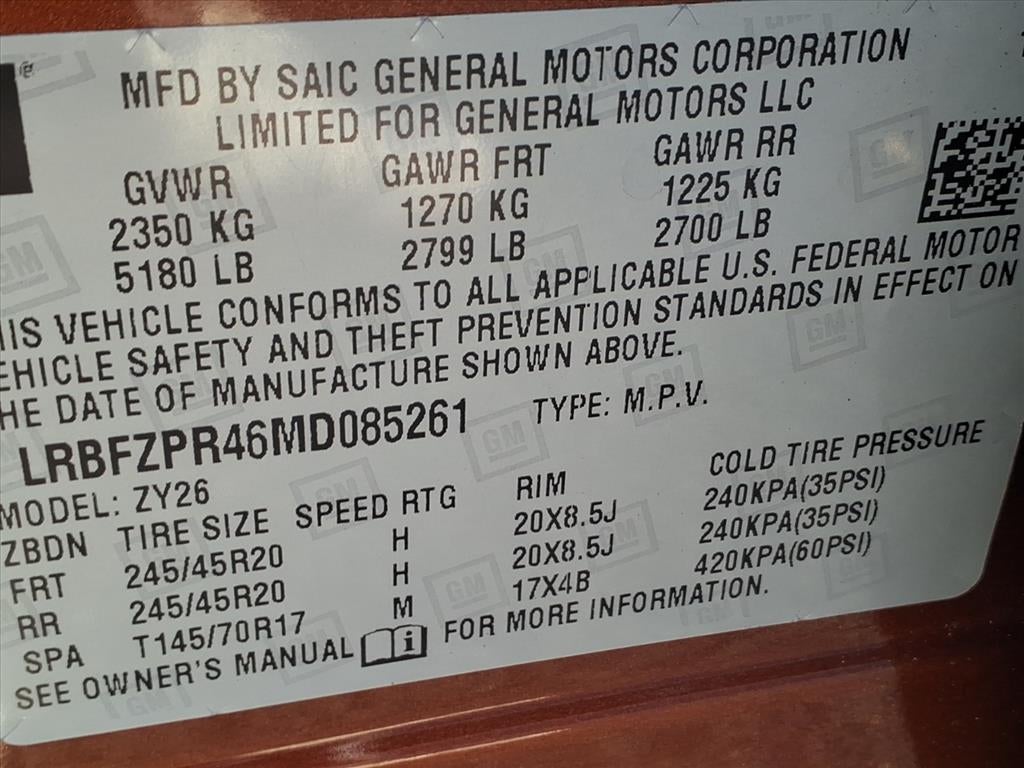 MFD BY SAIC GENERAL MOTORS CORPORATION
LIMITED FOR GENERAL MOTORS LLC
GVWR GAWR FRT GAWR RR
2350 KG 1270 KG 1225 KG
5180 LB 2799 LB 2700 LB
HIS VEHICLE CONFORMS TO ALL APPLICABLE U.S. FEDERAL MOTOR
EHICLE SAFETY AND THEFT PREVENTION STANDARDS IN EFFECT ON
HE DATE OF MANUFACTURE SHOWN ABOVE.
LRBFZPR46MD085261 TYPE: M.P.V.
MODEL: ZY26
ZBDN TIRE SIZE SPEED RTG RIM COLD TIRE PRESSURE
FRT 245/45R20 H 20X8.5J 240KPA(35PSI)
RR 245/45R20 H 20X8.5J 240KPA(35PSI)
SPA T145/70R17 M 17X4B 420KPA(60PSI)
SEE OWNER'S MANUAL i FOR MORE INFORMATION.